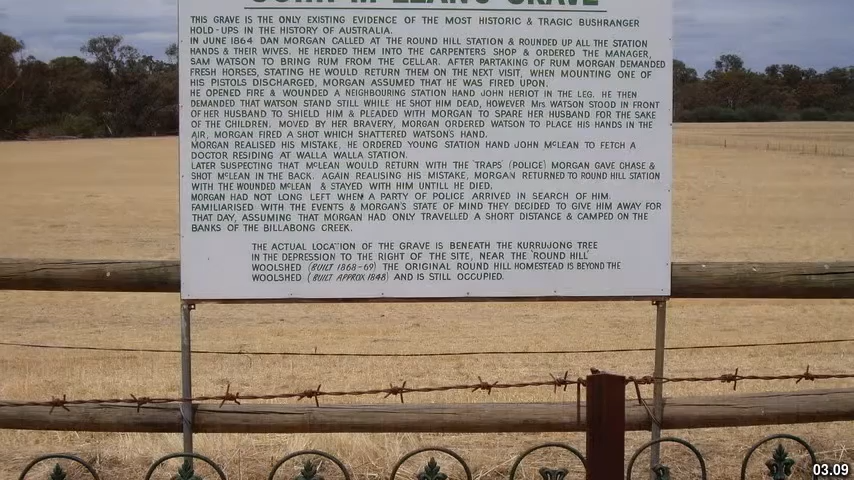 THIS GRAVE IS THE ONLY EXISTING EVIDENCE OF THE MOST HISTORIC & TRAGIC BUSHRANGER
HOLD-UPS IN THE HISTORY OF AUSTRALIA.
IN JUNE 1864 DAN MORGAN CALLED AT THE ROUND HILL STATION & ROUNDED UP ALL THE STATION
HANDS & THEIR WIVES. HE HERDED THEM INTO THE CARPENTERS SHOP & ORDERED THE MANAGER,
SAM WATSON TO BRING RUM FROM THE CELLAR. AFTER PARTAKING OF RUM MORGAN DEMANDED
FRESH HORSES, STATING HE WOULD RETURN THEM ON THE NEXT VISIT, WHEN MOUNTING ONE OF
HIS PISTOLS DISCHARGED, MORGAN ASSUMED THAT HE WAS FIRED UPON.
HE OPENED FIRE & WOUNDED A NEIGHBOURING STATION HAND JOHN HERIOT IN THE LEG. HE THEN
DEMANDED THAT WATSON STAND STILL WHILE HE SHOT HIM DEAD, HOWEVER Mrs WATSON STOOD IN FRONT
OF HER HUSBAND TO SHIELD HIM & PLEADED WITH MORGAN TO SPARE HER HUSBAND FOR THE SAKE
OF THE CHILDREN. MOVED BY HER BRAVERY, MORGAN ORDERED WATSON TO PLACE HIS HANDS IN THE
AIR, MORGAN FIRED A SHOT WHICH SHATTERED WATSON'S HAND.
MORGAN REALISED HIS MISTAKE, HE ORDERED YOUNG STATION HAND JOHN McLEAN TO FETCH A
DOCTOR RESIDING AT WALLA WALLA STATION.
LATER SUSPECTING THAT McLEAN WOULD RETURN WITH THE 'TRAPS' (POLICE) MORGAN GAVE CHASE &
SHOT McLEAN IN THE BACK. AGAIN REALISING HIS MISTAKE, MORGAN RETURNED TO ROUND HILL STATION
WITH THE WOUNDED McLEAN & STAYED WITH HIM UNTILL HE DIED.
MORGAN HAD NOT LONG LEFT WHEN A PARTY OF POLICE ARRIVED IN SEARCH OF HIM.
FAMILIARISED WITH THE EVENTS & MORGAN'S STATE OF MIND THEY DECIDED TO GIVE HIM AWAY FOR
THAT DAY, ASSUMING THAT MORGAN HAD ONLY TRAVELLED A SHORT DISTANCE & CAMPED ON THE
BANKS OF THE BILLABONG CREEK.
THE ACTUAL LOCATION OF THE GRAVE IS BENEATH THE KURRUJONG TREE
IN THE DEPRESSION TO THE RIGHT OF THE SITE, NEAR THE 'ROUND HILL'
WOOLSHED (BUILT 1868-69) THE ORIGINAL ROUND HILL HOMESTEAD IS BEYOND THE
WOOLSHED (BUILT APPROX 1848) AND IS STILL OCCUPIED.
03.09